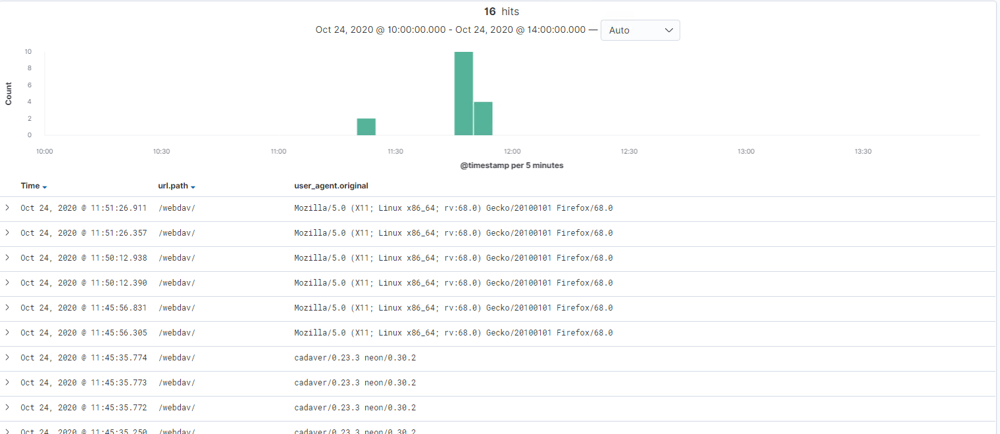 16 hits
Oct 24, 2020 @ 10:00:00.000 - Oct 24, 2020 @ 14:00:00.000 — Auto
Count
10
8
6
4
2
0
10:00 10:30 11:00 11:30 12:00 12:30 13:00 13:30
@timestamp per 5 minutes
Time url.path user_agent.original
Oct 24, 2020 @ 11:51:26.911 /webdav/ Mozilla/5.0 (X11; Linux x86_64; rv:68.0) Gecko/20100101 Firefox/68.0
Oct 24, 2020 @ 11:51:26.357 /webdav/ Mozilla/5.0 (X11; Linux x86_64; rv:68.0) Gecko/20100101 Firefox/68.0
Oct 24, 2020 @ 11:50:12.938 /webdav/ Mozilla/5.0 (X11; Linux x86_64; rv:68.0) Gecko/20100101 Firefox/68.0
Oct 24, 2020 @ 11:50:12.390 /webdav/ Mozilla/5.0 (X11; Linux x86_64; rv:68.0) Gecko/20100101 Firefox/68.0
Oct 24, 2020 @ 11:45:56.831 /webdav/ Mozilla/5.0 (X11; Linux x86_64; rv:68.0) Gecko/20100101 Firefox/68.0
Oct 24, 2020 @ 11:45:56.305 /webdav/ Mozilla/5.0 (X11; Linux x86_64; rv:68.0) Gecko/20100101 Firefox/68.0
Oct 24, 2020 @ 11:45:35.774 /webdav/ cadaver/0.23.3 neon/0.30.2
Oct 24, 2020 @ 11:45:35.773 /webdav/ cadaver/0.23.3 neon/0.30.2
Oct 24, 2020 @ 11:45:35.772 /webdav/ cadaver/0.23.3 neon/0.30.2
Oct 24, 2020 @ 11:45:35.250 /webdav/ cadaver/0.23.3 neon/0.30.2